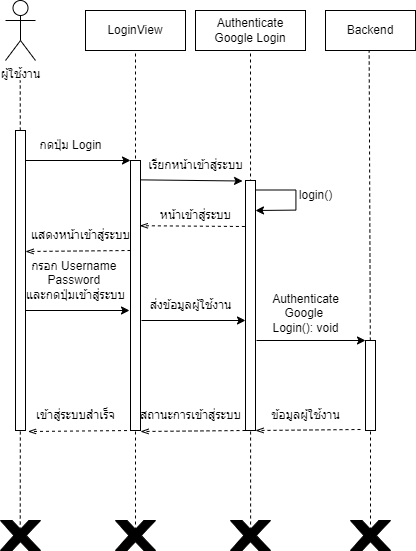 LoginView
Authenticate
Google Login
Backend
ผู้ใช้งาน
กดปุ่ม Login
เรียกหน้าเข้าสู่ระบบ
login()
หน้าเข้าสู่ระบบ
แสดงหน้าเข้าสู่ระบบ
กรอก Username
Password
และกดปุ่มเข้าสู่ระบบ
ส่งข้อมูลผู้ใช้งาน
Authenticate
Google
Login(): void
เข้าสู่ระบบสำเร็จ
สถานะการเข้าสู่ระบบ
ข้อมูลผู้ใช้งาน